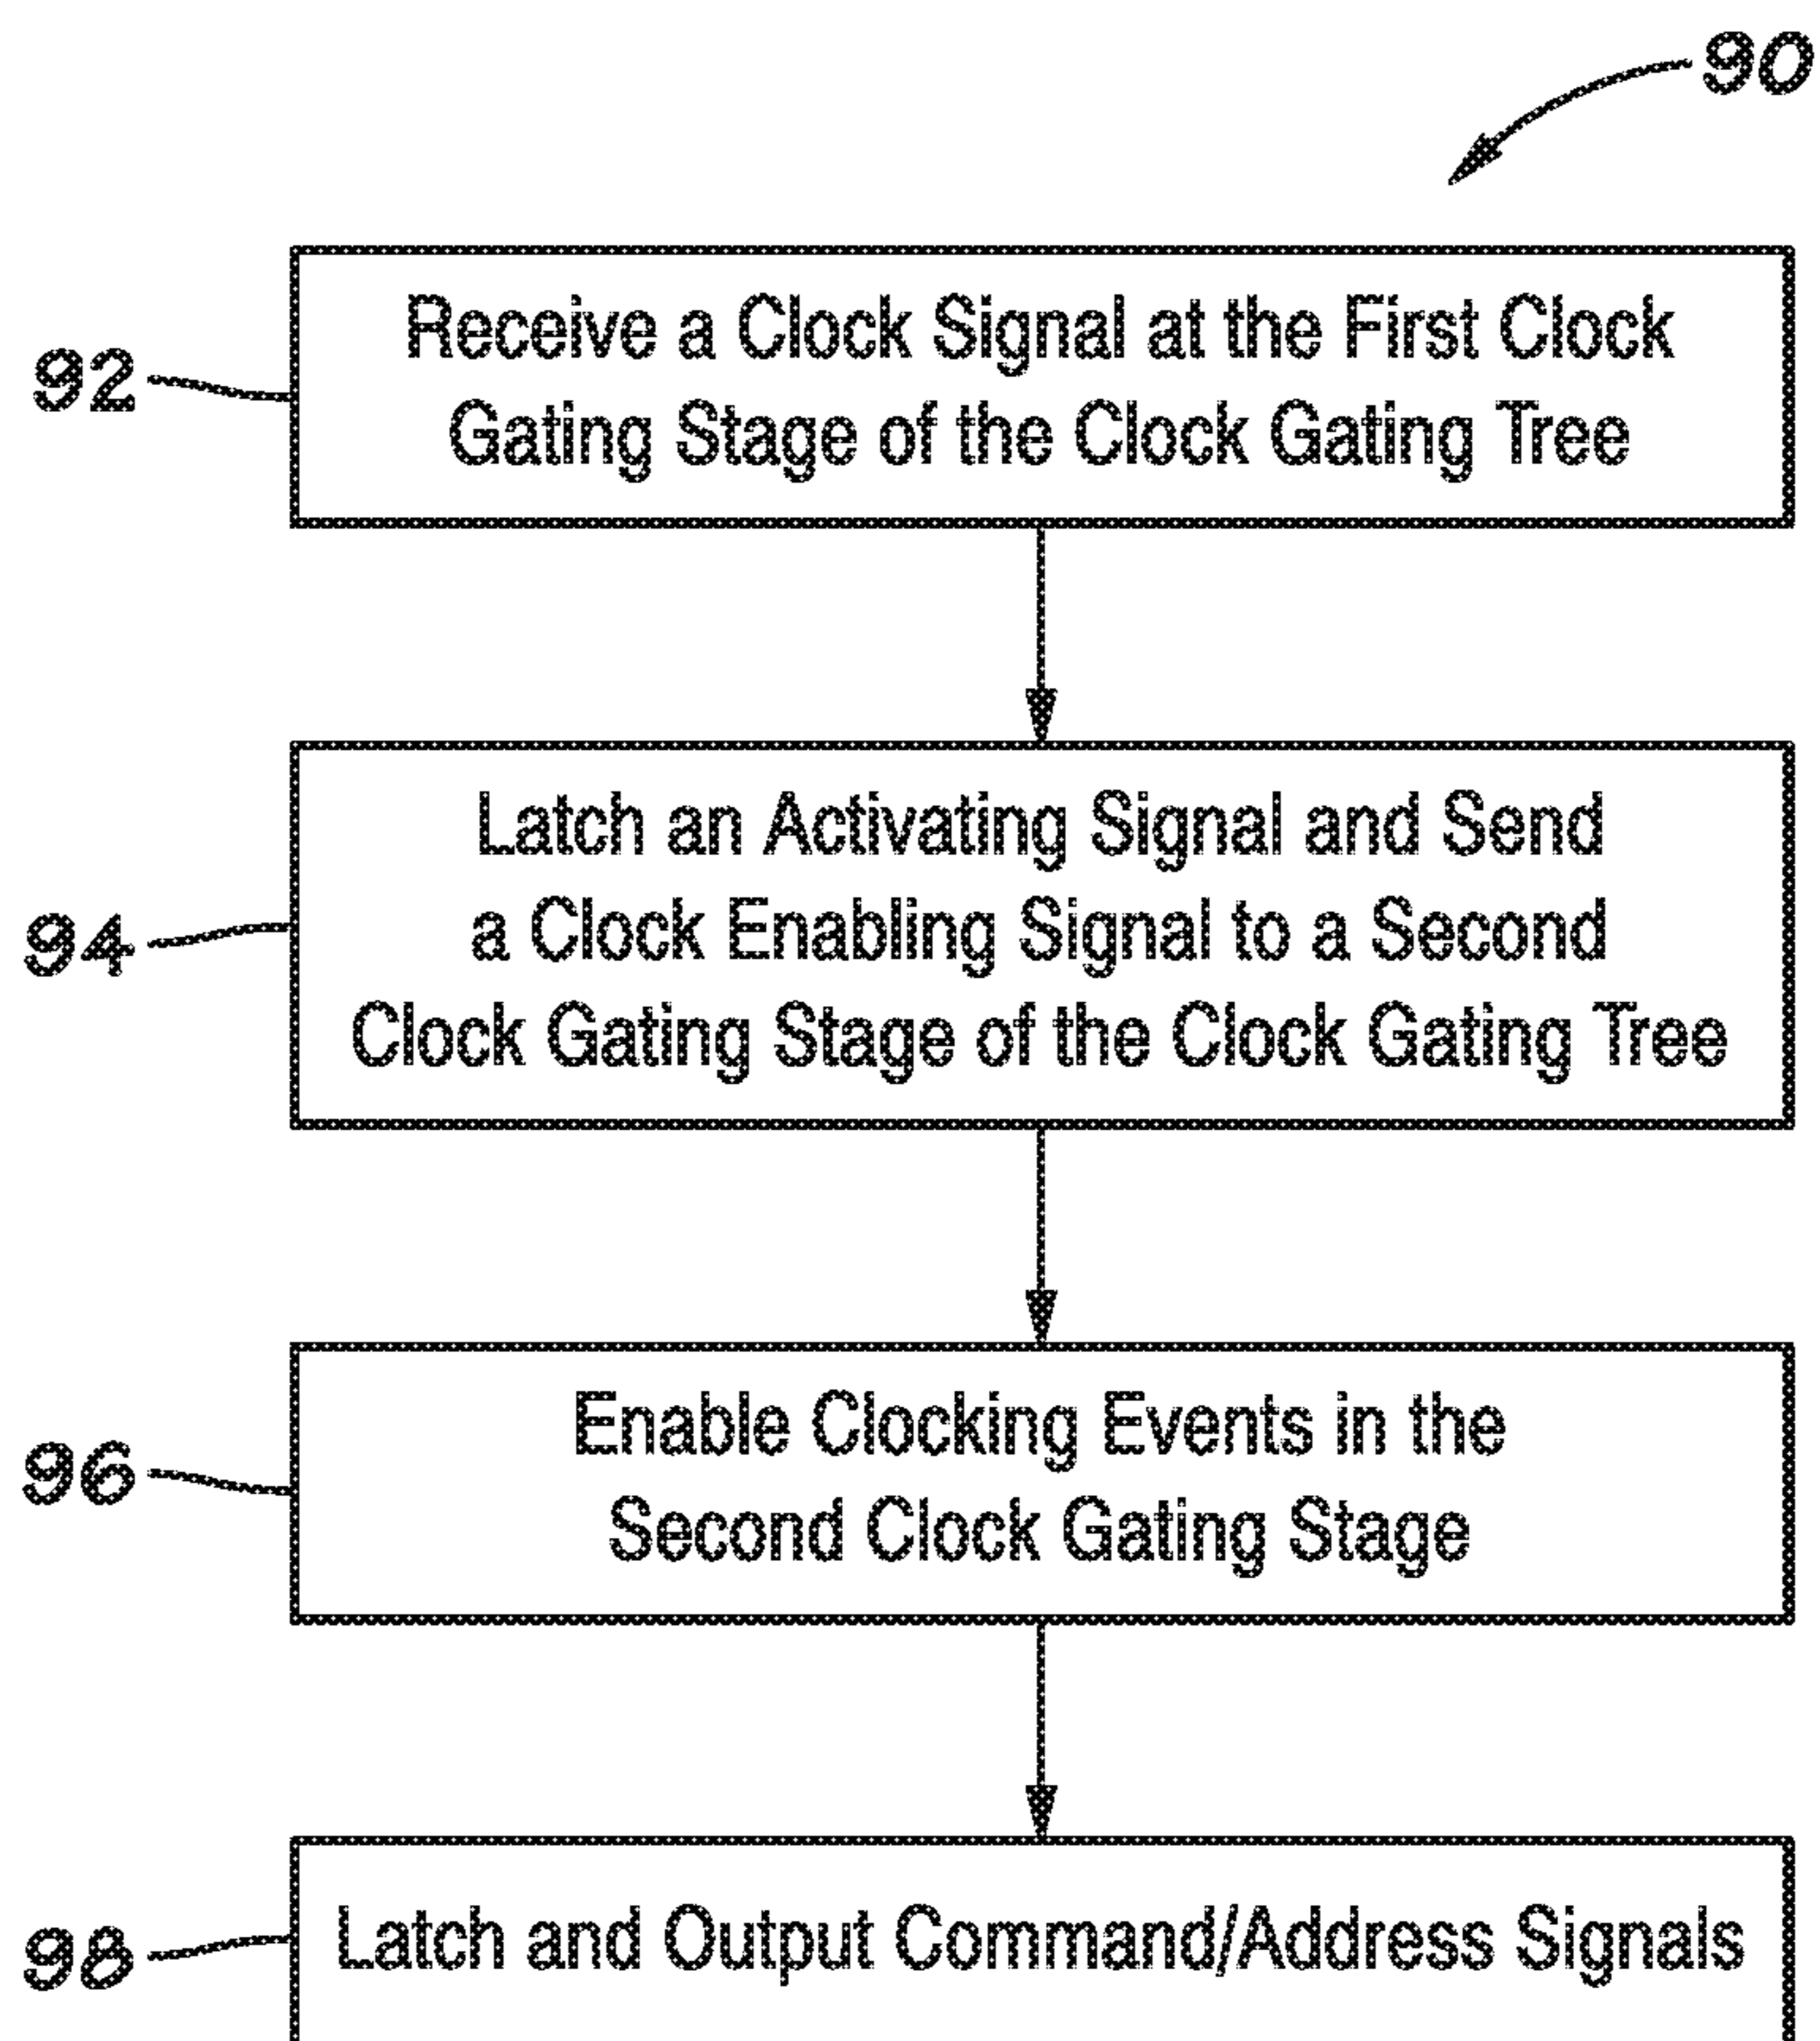 90
92
Receive a Clock Signal at the First Clock
Gating Stage of the Clock Gating Tree
94
Latch an Activating Signal and Send
a Clock Enabling Signal to a Second
Clock Gating Stage of the Clock Gating Tree
96
Enable Clocking Events in the
Second Clock Gating Stage
98
Latch and Output Command/Address Signals